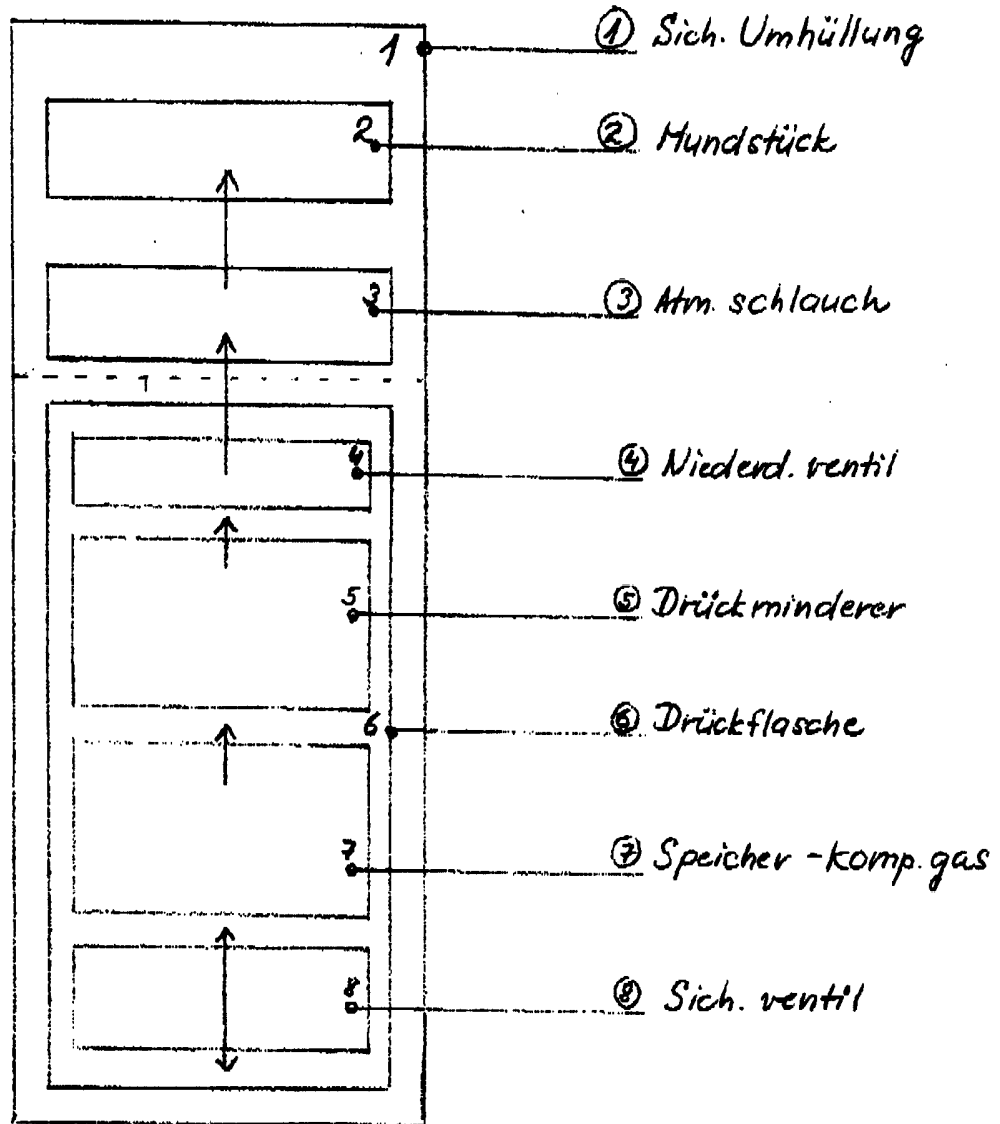 1 ① Sich. Umhüllung
2 ② Mundstück
3 ③ Atm. schlauch
4 ④ Niederd. ventil
5 ⑤ Drückminderer
6 ⑥ Drückflasche
7 ⑦ Speicher -komp. gas
8 ⑧ Sich. ventil